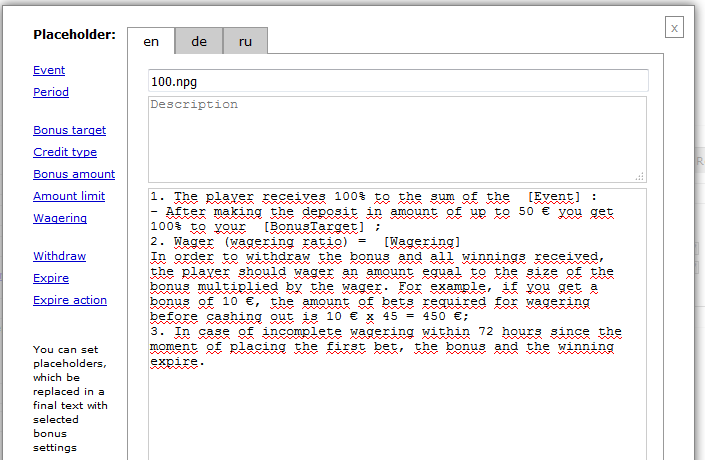 Placeholder:
en
de
ru
x
Event
Period
Bonus target
Credit type
Bonus amount
Amount limit
Wagering
Withdraw
Expire
Expire action
You can set
placeholders,
which be
replaced in a
final text with
selected
bonus
settings
100.npg
Description
1. The player receives 100% to the sum of the  [Event] :
- After making the deposit in amount of up to 50 € you get
100% to your  [BonusTarget] ;
2. Wager (wagering ratio) =  [Wagering]
In order to withdraw the bonus and all winnings received,
the player should wager an amount equal to the size of the
bonus multiplied by the wager. For example, if you get a
bonus of 10 €, the amount of bets required for wagering
before cashing out is 10 € x 45 = 450 €;
3. In case of incomplete wagering within 72 hours since the
moment of placing the first bet, the bonus and the winning
expire.